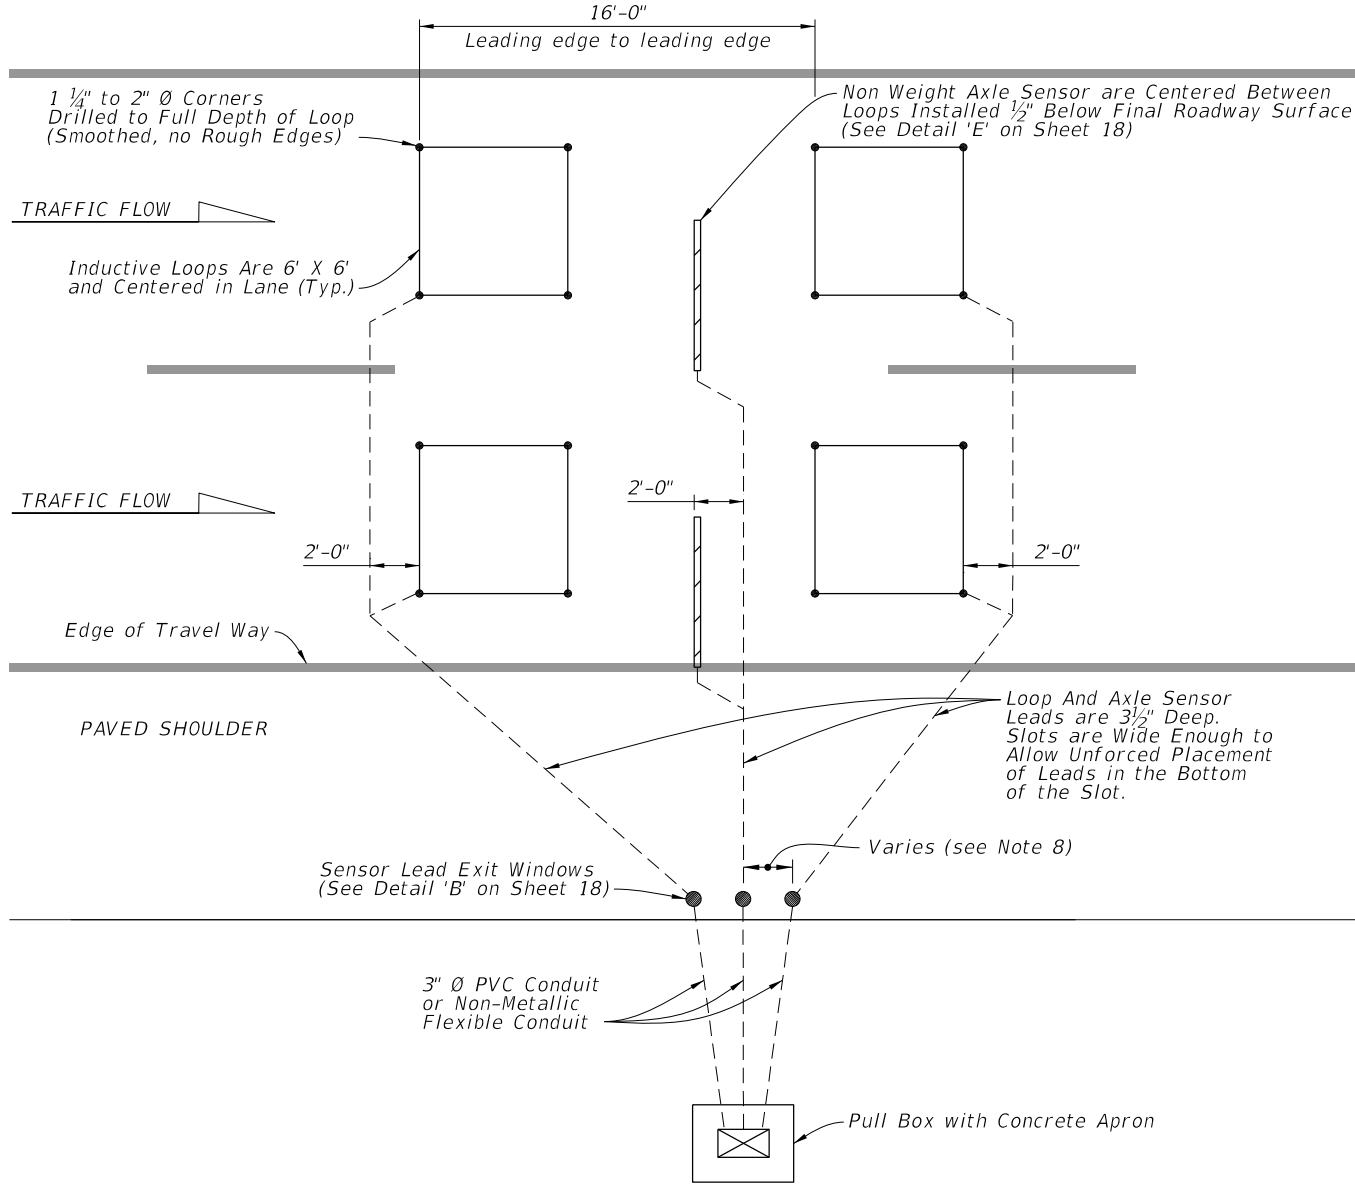 16'-0"
Leading edge to leading edge
1 ¼" to 2" Ø Corners
Drilled to Full Depth of Loop
(Smoothed, no Rough Edges)
Non Weight Axle Sensor are Centered Between
Loops Installed ½" Below Final Roadway Surface
(See Detail 'E' on Sheet 18)
TRAFFIC FLOW
Inductive Loops Are 6' X 6'
and Centered in Lane (Typ.)
TRAFFIC FLOW
2'-0"
2'-0"
2'-0"
Edge of Travel Way
PAVED SHOULDER
Loop And Axle Sensor
Leads are 3½" Deep.
Slots are Wide Enough to
Allow Unforced Placement
of Leads in the Bottom
of the Slot.
Varies (see Note 8)
Sensor Lead Exit Windows
(See Detail 'B' on Sheet 18)
3" Ø PVC Conduit
or Non-Metallic
Flexible Conduit
Pull Box with Concrete Apron